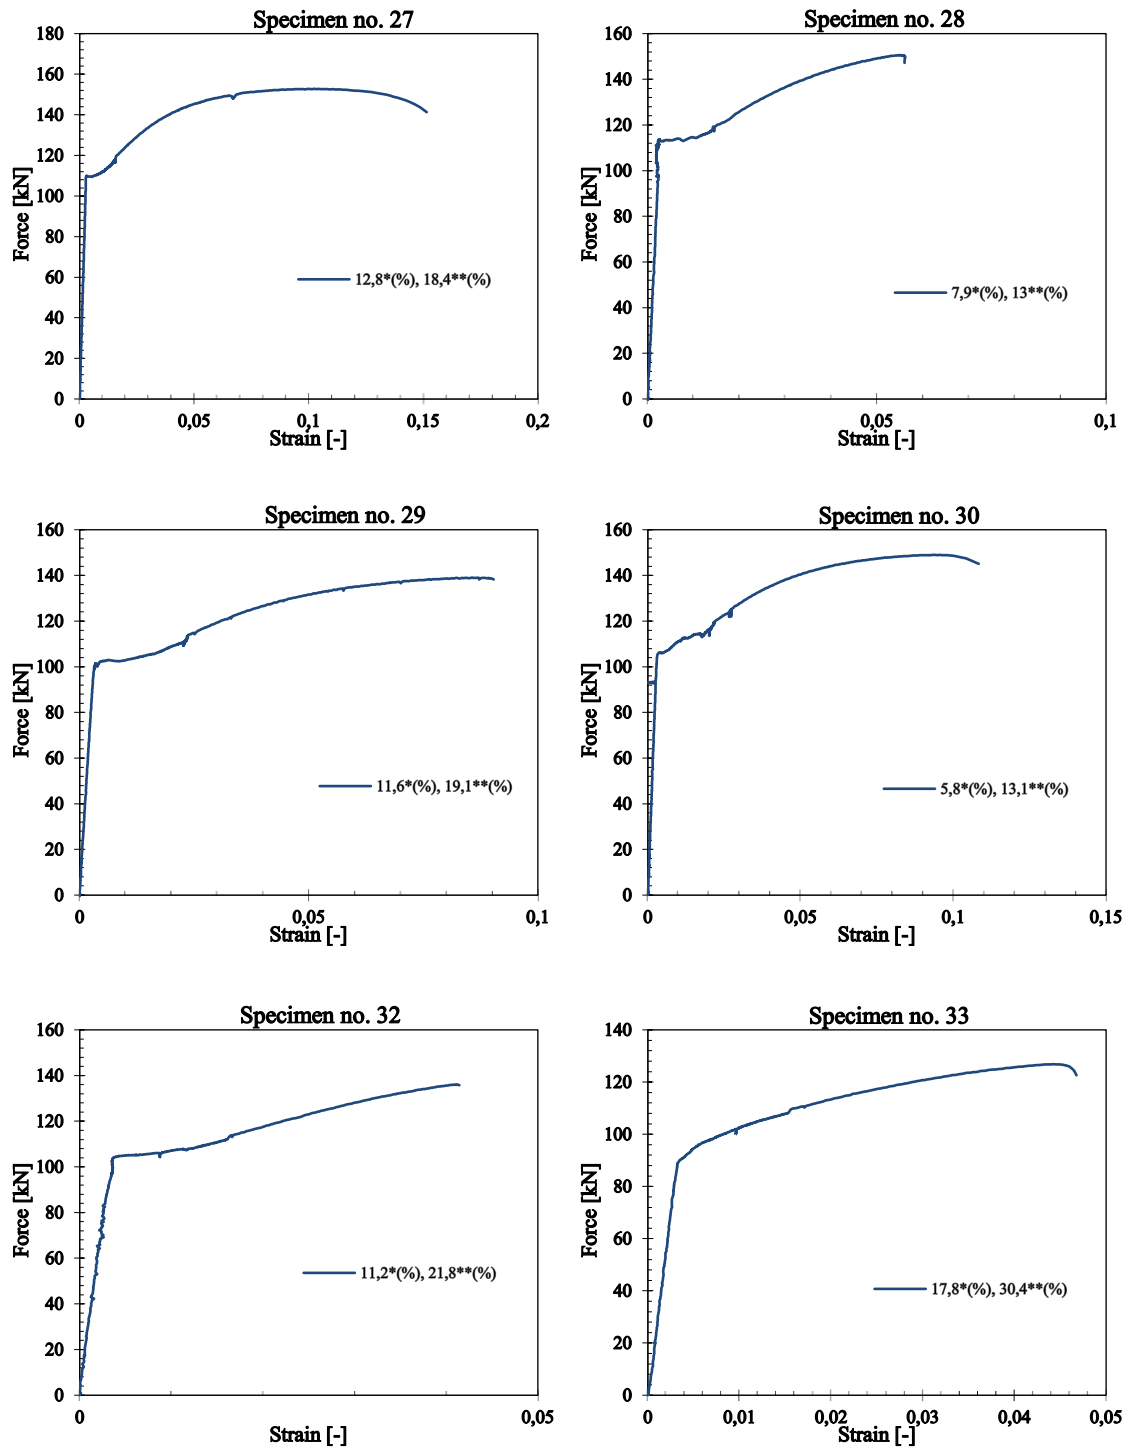 Specimen no. 27
180
160
140
120
100
80
60
40
20
0
Force [kN]
12,8*(%), 18,4**(%)
0 0,05 0,1 0,15 0,2
Strain [-]
Specimen no. 28
160
140
120
100
80
60
40
20
0
Force [kN]
7,9*(%), 13**(%)
0 0,05 0,1
Strain [-]
Specimen no. 29
160
140
120
100
80
60
40
20
0
Force [kN]
11,6*(%), 19,1**(%)
0 0,05 0,1
Strain [-]
Specimen no. 30
160
140
120
100
80
60
40
20
0
Force [kN]
5,8*(%), 13,1**(%)
0 0,05 0,1 0,15
Strain [-]
Specimen no. 32
160
140
120
100
80
60
40
20
0
Force [kN]
11,2*(%), 21,8**(%)
0 0,05
Strain [-]
Specimen no. 33
140
120
100
80
60
40
20
0
Force [kN]
17,8*(%), 30,4**(%)
0 0,01 0,02 0,03 0,04 0,05
Strain [-]